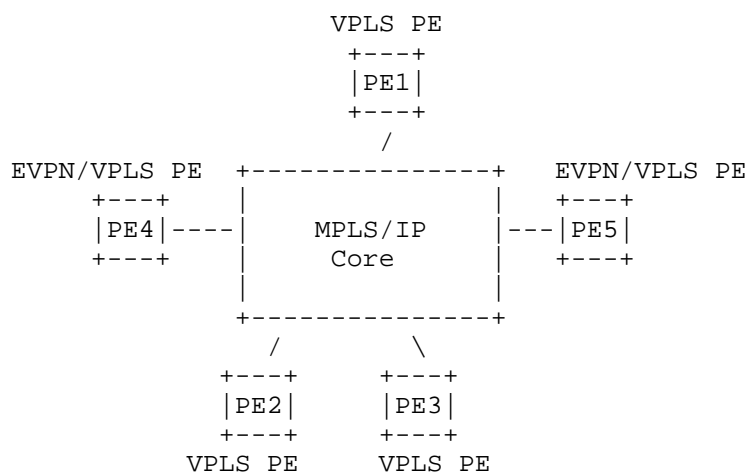 VPLS PE
+---+
|PE1|
+---+
/
EVPN/VPLS PE +---------------+ EVPN/VPLS PE
+---+ | | +---+
|PE4|----| MPLS/IP |---|PE5|
+---+ | Core | +---+
| |
+---------------+
/ \
+---+ +---+
|PE2| |PE3|
+---+ +---+
VPLS PE VPLS PE